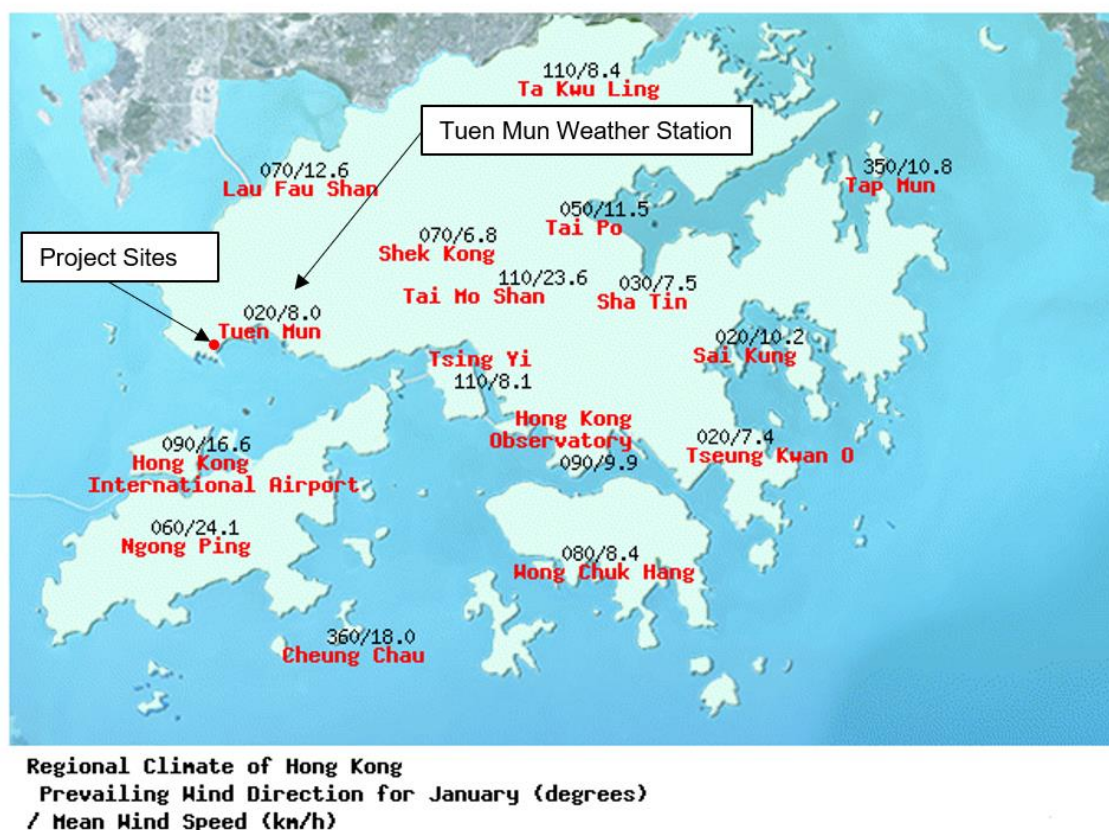 110/8.4
Ta Kwu Ling
Tuen Mun Weather Station
070/12.6
Lau Fau Shan
350/10.8
Tap Mun
050/11.5
Tai Po
070/6.8
Shek Kong
Project Sites
110/23.6
Tai Mo Shan
030/7.5
Sha Tin
020/8.0
Tuen Mun
020/10.2
Sai Kung
Tsing Yi
110/8.1
Hong Kong
Observatory
090/9.9
020/7.4
Tseung Kwan O
090/16.6
Hong Kong
International Airport
060/24.1
Ngong Ping
080/8.4
Wong Chuk Hang
360/18.0
Cheung Chau
Regional Climate of Hong Kong
Prevailing Wind Direction for January (degrees)
/ Mean Wind Speed (km/h)